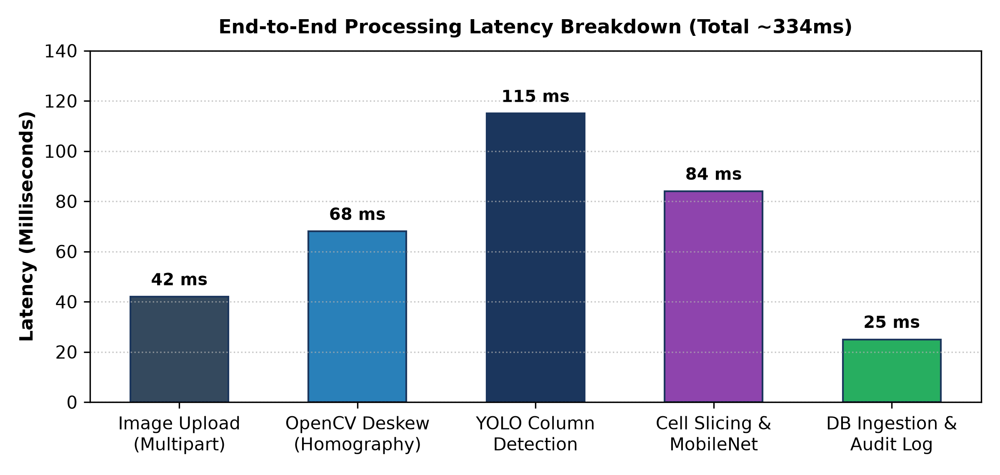 End-to-End Processing Latency Breakdown (Total ~334ms)
Latency (Milliseconds)
140
120
100
80
60
40
20
0
42 ms
68 ms
115 ms
84 ms
25 ms
Image Upload
(Multipart)
OpenCV Deskew
(Homography)
YOLO Column
Detection
Cell Slicing &
MobileNet
DB Ingestion &
Audit Log